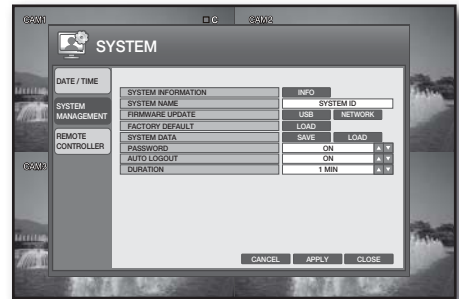 CAM1 C CAM2
SYSTEM
DATE / TIME
SYSTEM MANAGEMENT
REMOTE CONTROLLER
SYSTEM INFORMATION INFO
SYSTEM NAME SYSTEM ID
FIRMWARE UPDATE USB NETWORK
FACTORY DEFAULT LOAD
SYSTEM DATA SAVE LOAD
PASSWORD ON
AUTO LOGOUT ON
DURATION 1 MIN
CAM3
CANCEL APPLY CLOSE